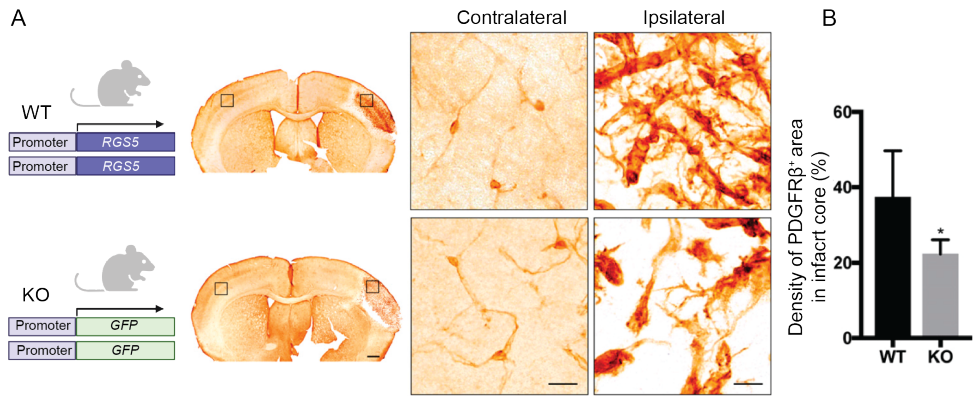 A
Contralateral
Ipsilateral
B
WT
Promoter RGS5
Promoter RGS5
KO
Promoter GFP
Promoter GFP
Density of PDGFRβ⁺ area
in infacrt core (%)
60
40
20
0
*
WT KO